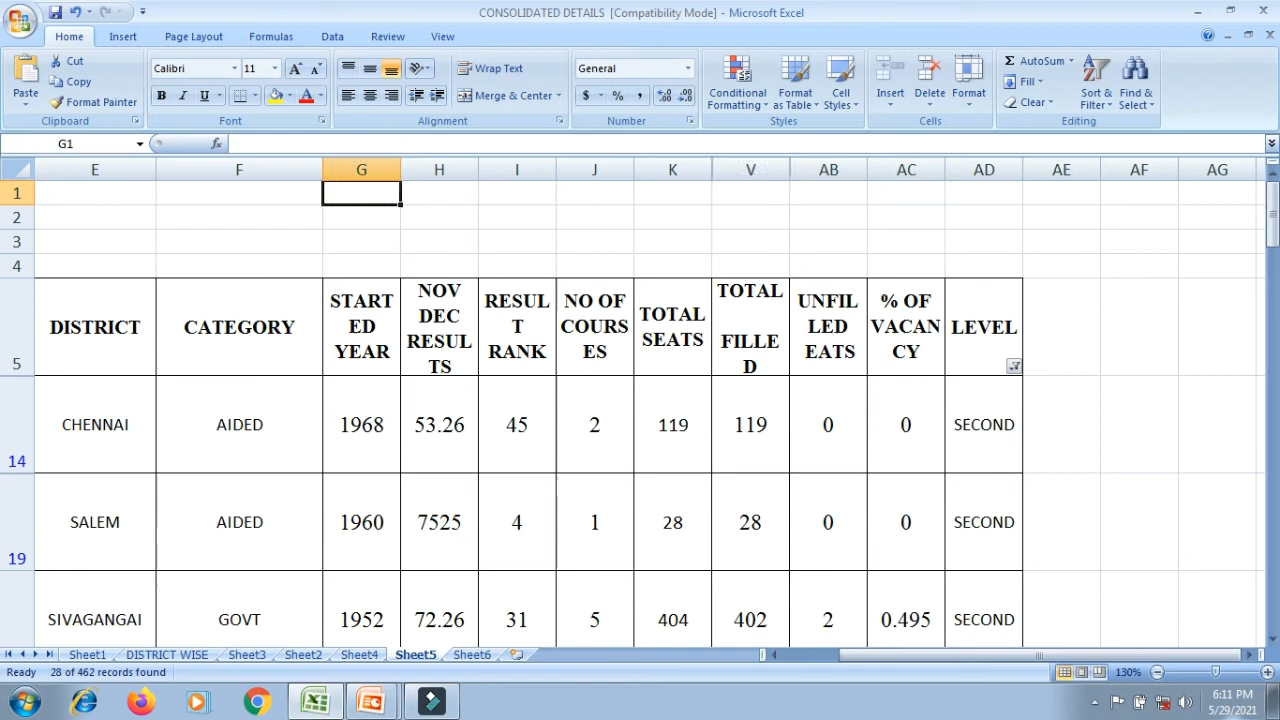 CONSOLIDATED DETAILS [Compatibility Mode] - Microsoft Excel
Home Insert Page Layout Formulas Data Review View
Paste Cut Copy Format Painter Clipboard
Calibri 11 B I U A A A Font
Wrap Text Merge & Center Alignment
General $ % , Number
Conditional Formatting Format as Table Cell Styles Styles
Insert Delete Format Cells
Σ AutoSum Fill Clear Sort & Filter Find & Select Editing
G1 fx
E F G H I J K V AB AC AD AE AF AG
1
2
3
4
5 DISTRICT CATEGORY START ED YEAR NOV DEC RESUL TS RESUL T RANK NO OF COURS ES TOTAL SEATS TOTAL FILLE D UNFIL LED EATS % OF VACAN CY LEVEL
14 CHENNAI AIDED 1968 53.26 45 2 119 119 0 0 SECOND
19 SALEM AIDED 1960 7525 4 1 28 28 0 0 SECOND
SIVAGANGAI GOVT 1952 72.26 31 5 404 402 2 0.495 SECOND
Sheet1 DISTRICT WISE Sheet3 Sheet2 Sheet4 Sheet5 Sheet6
Ready 28 of 462 records found 130%
6:11 PM
5/29/2021